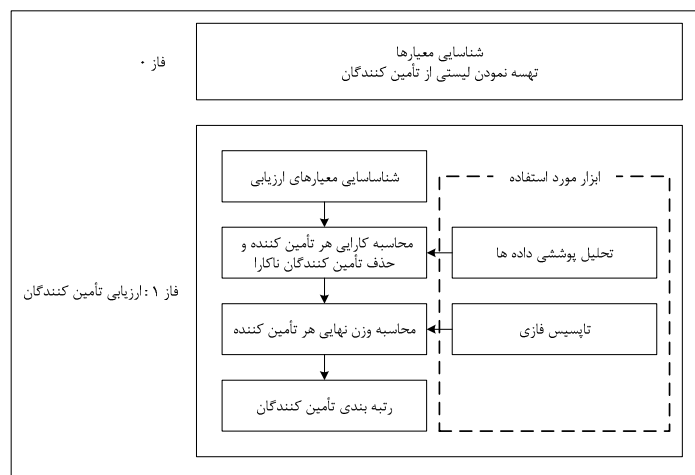 فاز ۰
شناسایی معیارها
تهسه نمودن لیستی از تأمین کنندگان
فاز ۱: ارزیابی تأمین کنندگان
شناساسایی معیارهای ارزیابی
ابزار مورد استفاده
محاسبه کارایی هر تأمین کننده و
حذف تأمین کنندگان ناکارا
تحلیل پوششی داده ها
محاسبه وزن نهایی هر تأمین کننده
تاپسیس فازی
رتبه بندی تأمین کنندگان